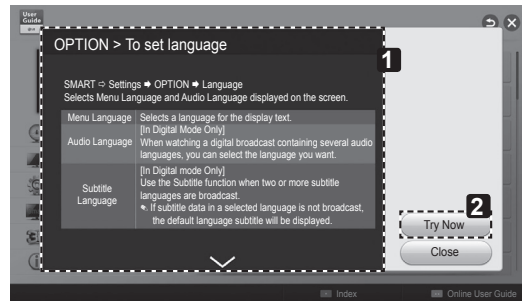 User
Guide
OPTION > To set language
1
SMART ⇨ Settings ➡ OPTION ➡ Language
Selects Menu Language and Audio Language displayed on the screen.
Menu Language Selects a language for the display text.
[In Digital Mode Only]
Audio Language When watching a digital broadcast containing several audio
languages, you can select the language you want.
[In Digital mode Only]
Use the Subtitle function when two or more subtitle
Subtitle Language languages are broadcast.
If subtitle data in a selected language is not broadcast,
the default language subtitle will be displayed.
2
Try Now
Close
Index
Online User Guide